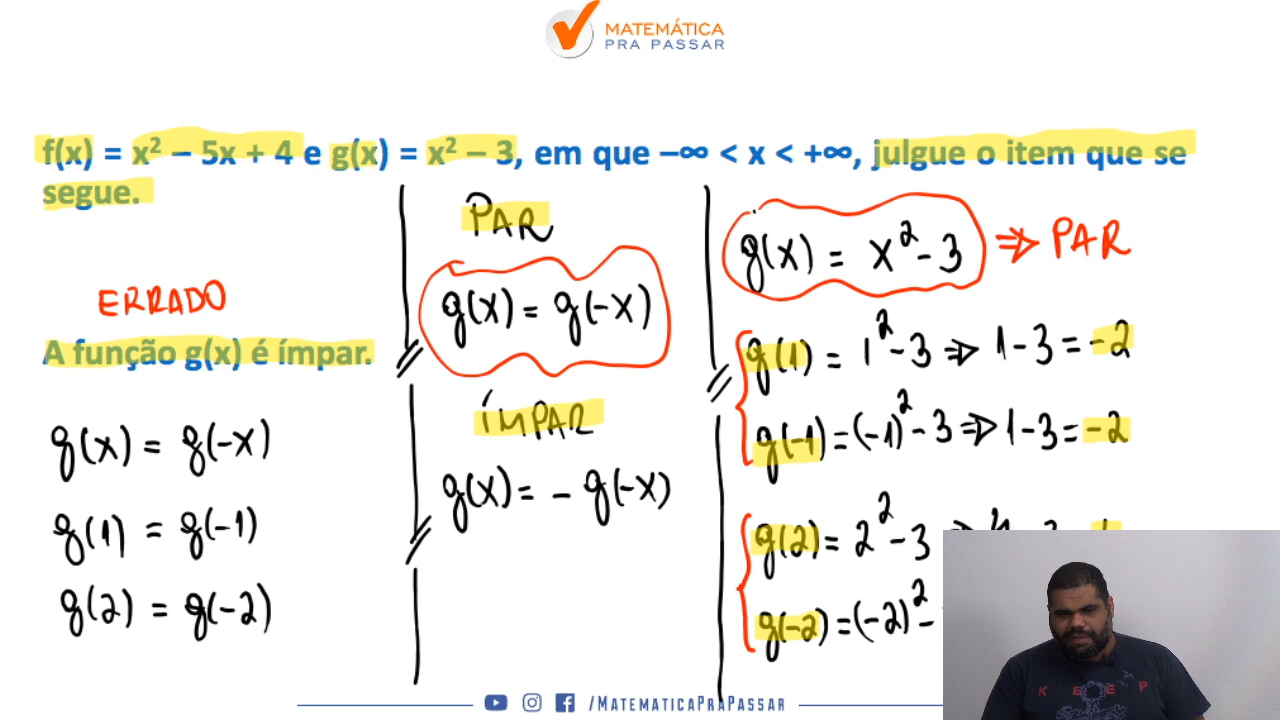 MATEMÁTICA
PRA PASSAR
f(x) = x² – 5x + 4 e g(x) = x² – 3, em que –∞ < x < +∞, julgue o item que se
segue.
ERRADO
A função g(x) é ímpar.
g(x) = g(-x)
g(1) = g(-1)
g(2) = g(-2)
PAR
g(x) = g(-x)
ÍMPAR
g(x) = - g(-x)
g(x) = x² - 3 ⇒ PAR
g(1) = 1² - 3 ⇒ 1 - 3 = -2
g(-1) = (-1)² - 3 ⇒ 1 - 3 = -2
g(2) = 2² - 3
g(-2) = (-2)² -
KEEP
/MATEMATICAPRAPASSAR